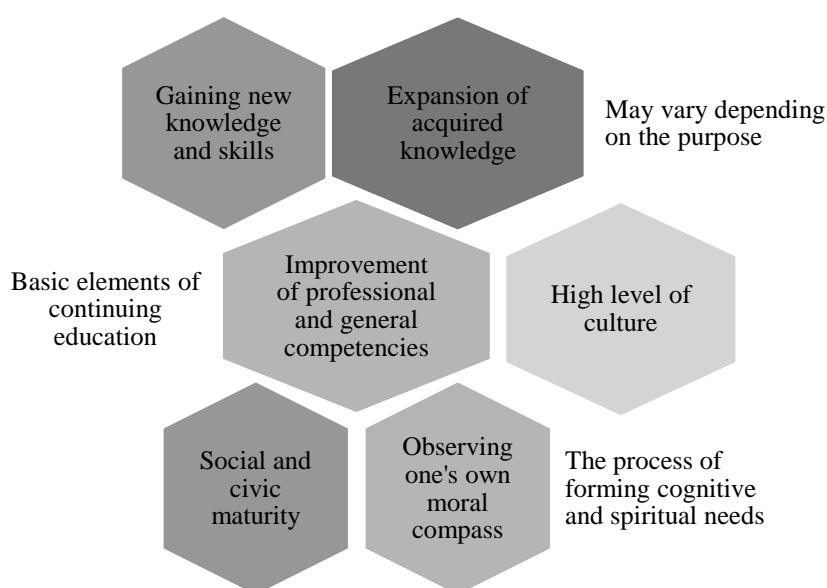 Gaining new
knowledge
and skills
Expansion of
acquired
knowledge
May vary depending
on the purpose
Basic elements of
continuing
education
Improvement
of professional
and general
competencies
High level of
culture
Social and
civic
maturity
Observing
one's own
moral
compass
The process of
forming cognitive
and spiritual needs